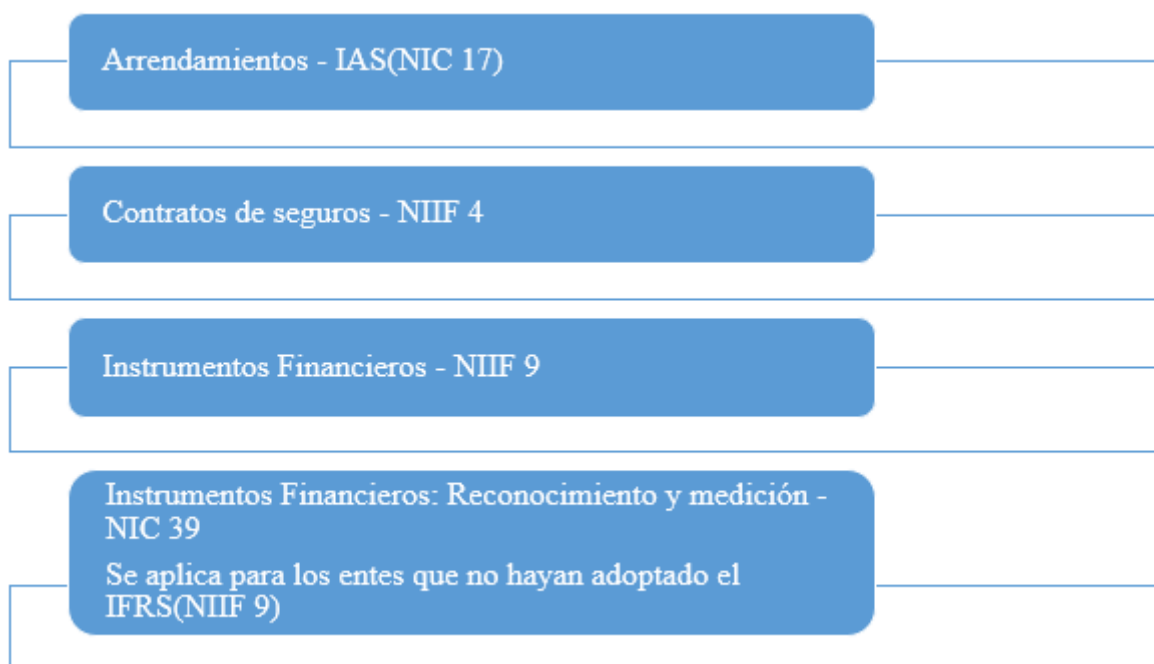 Arrendamientos - IAS(NIC 17)
Contratos de seguros - NIIF 4
Instrumentos Financieros - NIIF 9
Instrumentos Financieros: Reconocimiento y medición -
NIC 39
Se aplica para los entes que no hayan adoptado el
IFRS(NIIF 9)